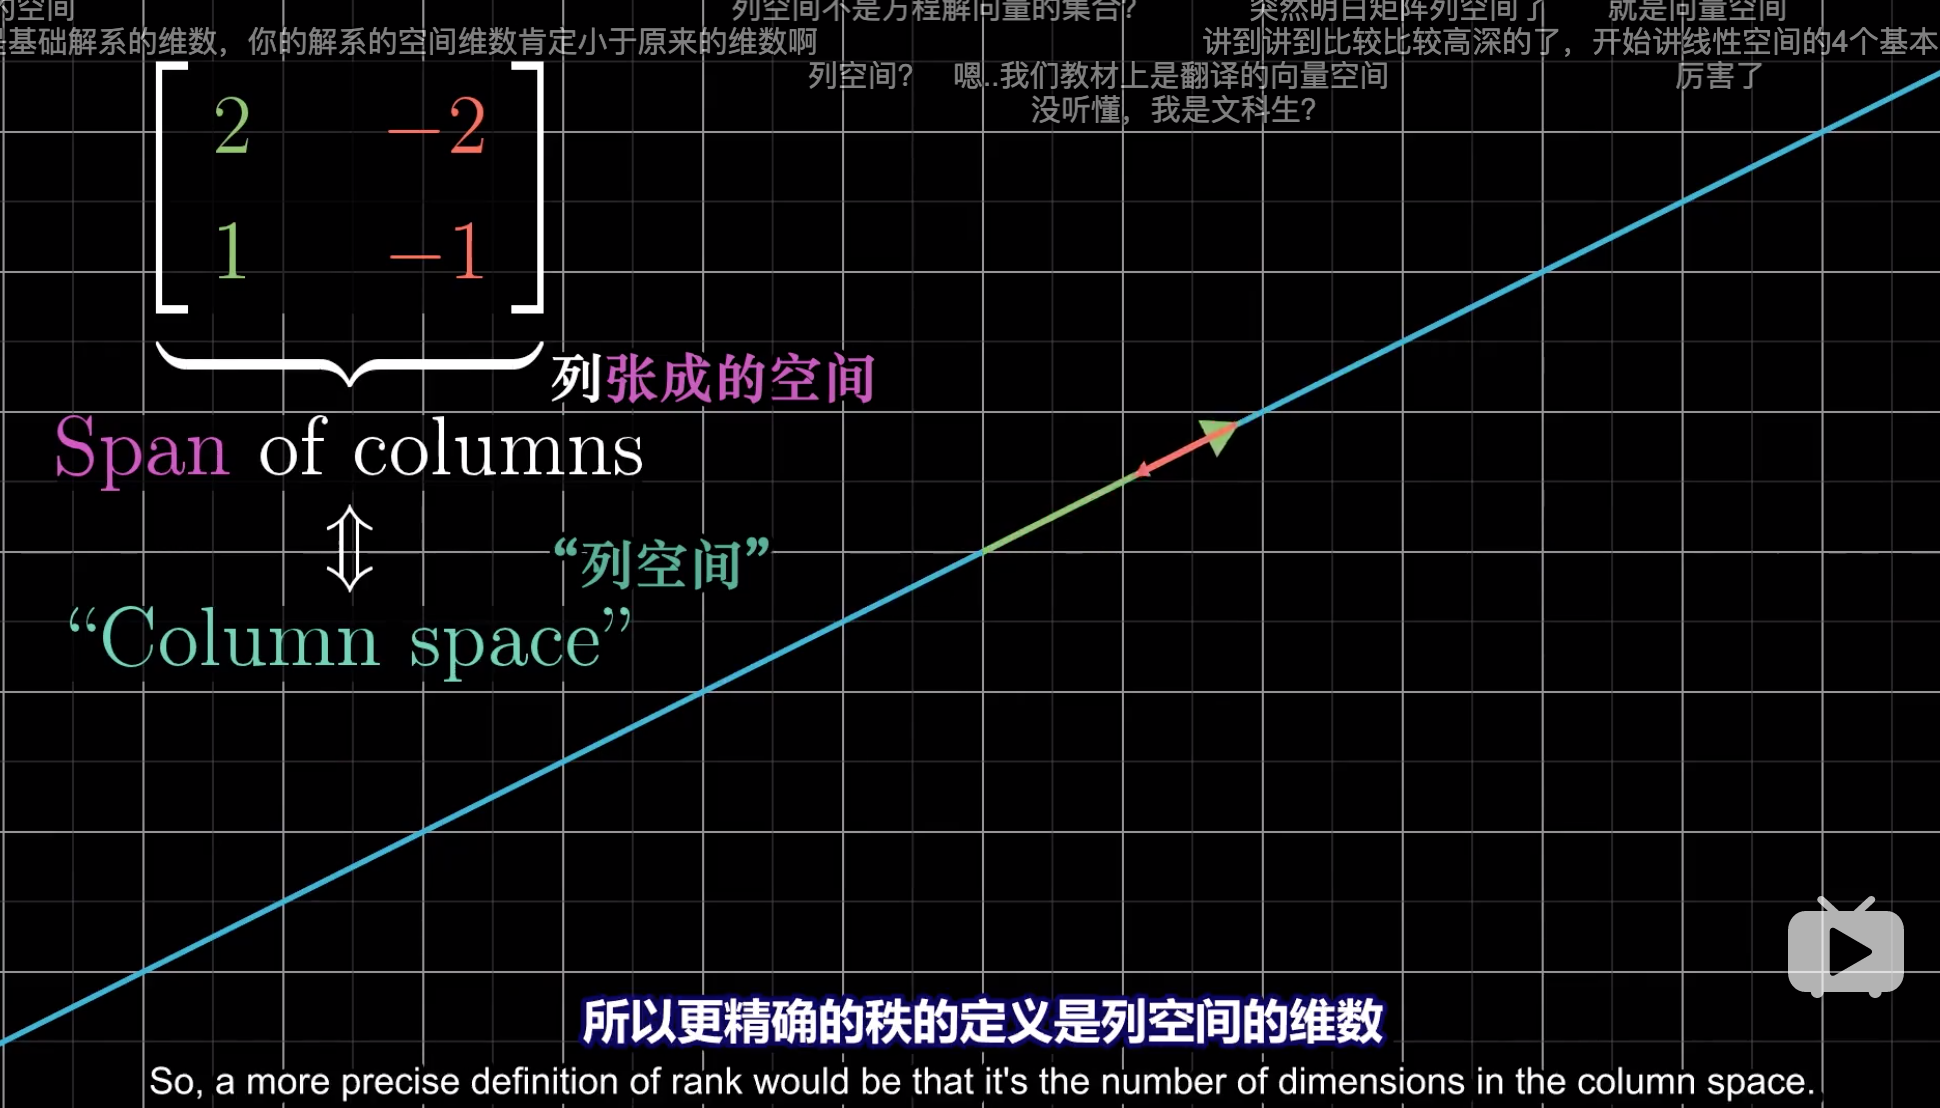 的空间
列空间不是方程解向量的集合？
突然明白矩阵列空间了
就是向量空间
是基础解系的维数，你的解系的空间维数肯定小于原来的维数啊
讲到讲到比较比较高深的了，开始讲线性空间的4个基本
列空间？
嗯..我们教材上是翻译的向量空间
厉害了
没听懂，我是文科生？
2 −2
1 −1
列张成的空间
Span of columns
“列空间”
“Column space”
所以更精确的秩的定义是列空间的维数
So, a more precise definition of rank would be that it's the number of dimensions in the column space.